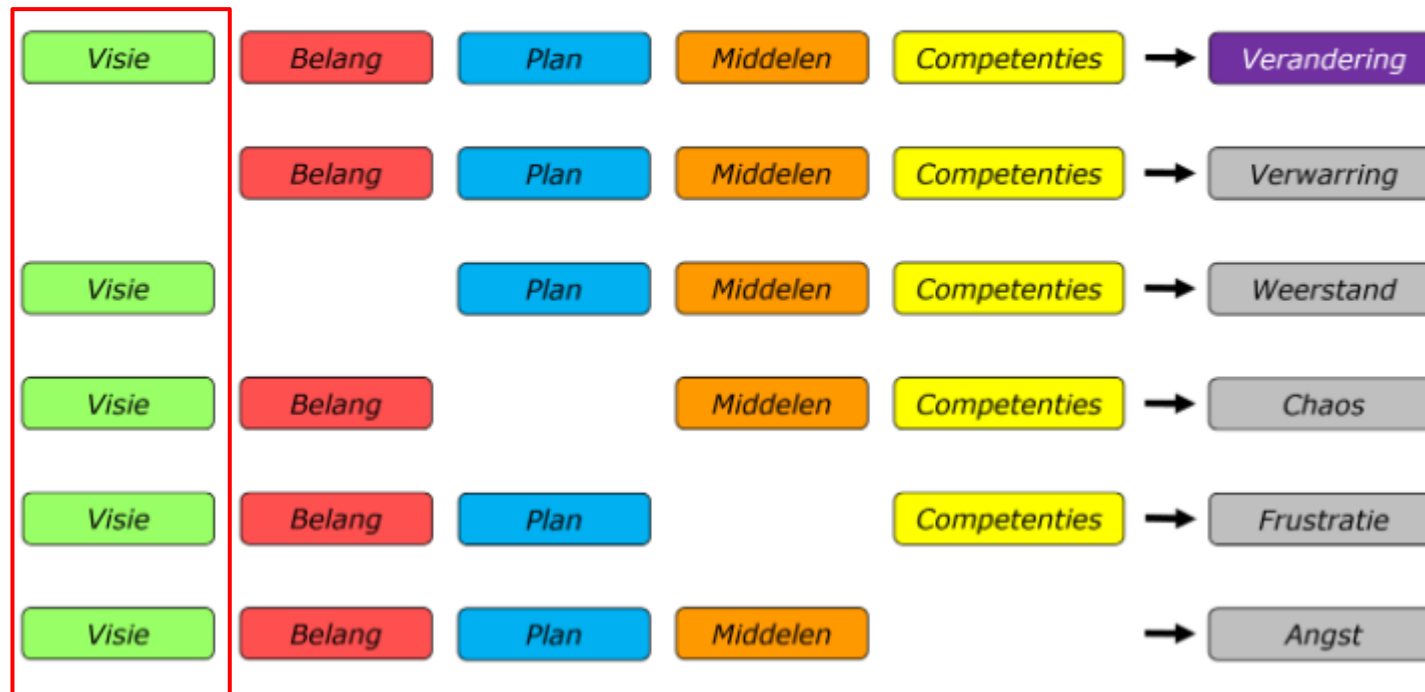 Visie Belang Plan Middelen Competenties Verandering
Belang Plan Middelen Competenties Verwarring
Visie Plan Middelen Competenties Weerstand
Visie Belang Middelen Competenties Chaos
Visie Belang Plan Competenties Frustratie
Visie Belang Plan Middelen Angst